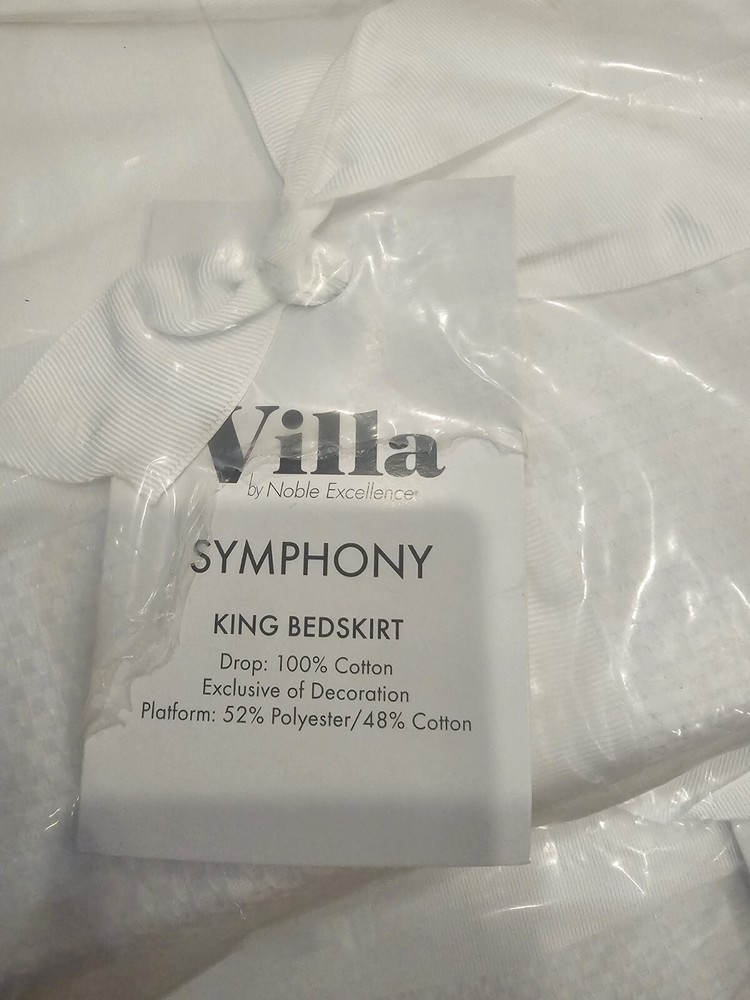 Villa
by Noble Excellence
SYMPHONY
KING BEDSKIRT
Drop: 100% Cotton
Exclusive of Decoration
Platform: 52% Polyester/48% Cotton